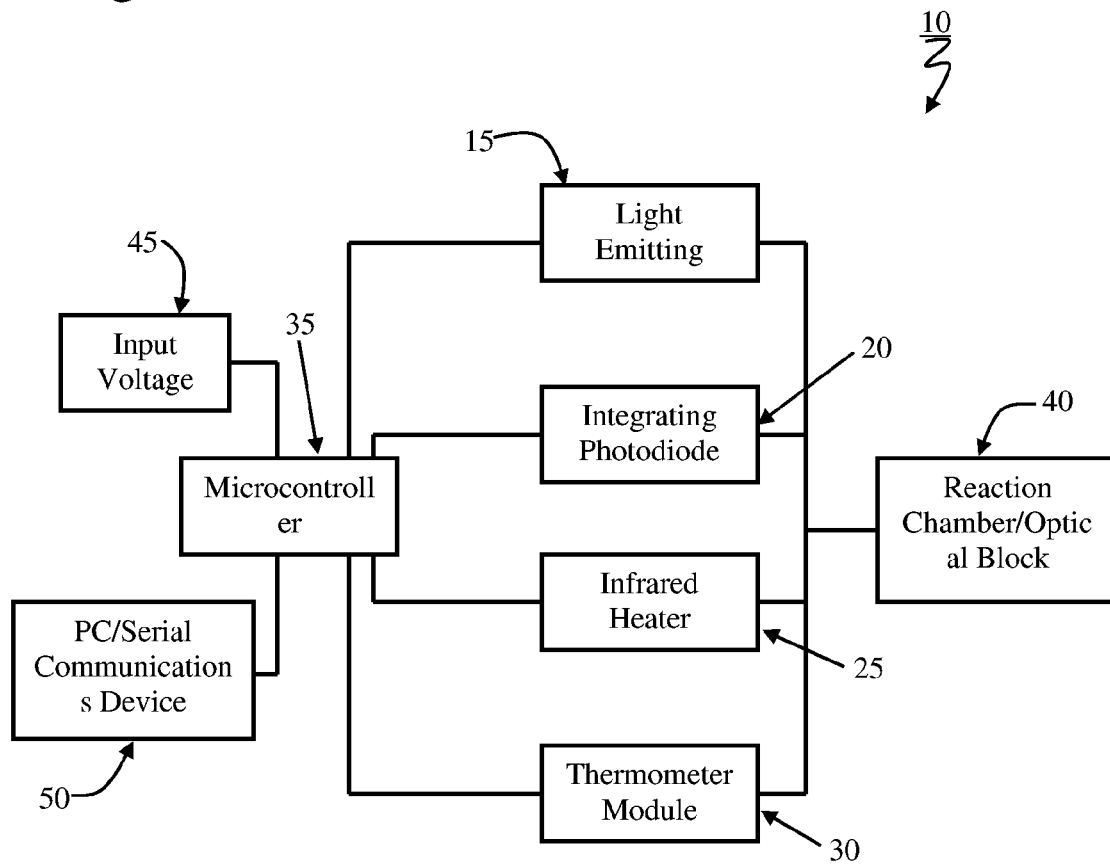 10
15
Light
Emitting
45
Input
Voltage
35
20
Integrating
Photodiode
40
Microcontroll
er
Reaction
Chamber/Optic
al Block
Infrared
Heater
25
PC/Serial
Communication
s Device
50
Thermometer
Module
30